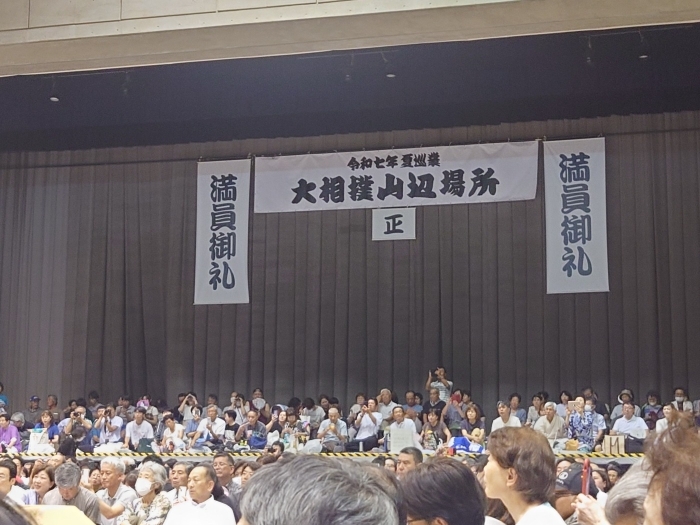 満員御礼
令和七年夏巡業
大相撲山辺場所
正
満員御礼